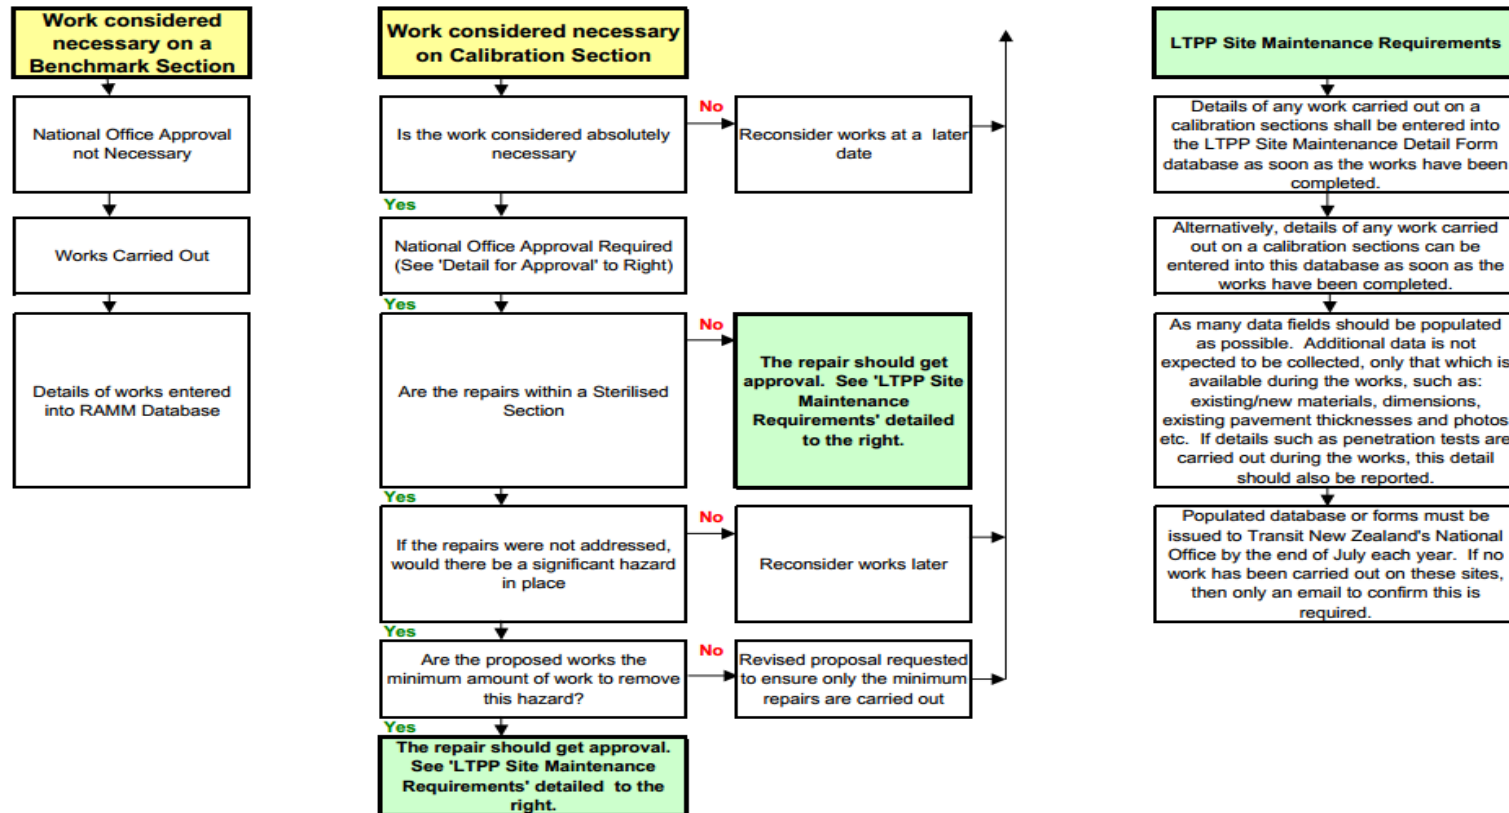 Work considered
necessary on a
Benchmark Section
National Office Approval
not Necessary
Works Carried Out
Details of works entered
into RAMM Database
Work considered necessary
on Calibration Section
Is the work considered absolutely
necessary
No
Reconsider works at a later
date
Yes
National Office Approval Required
(See 'Detail for Approval' to Right)
Yes
Are the repairs within a Sterilised
Section
No
The repair should get
approval. See 'LTPP Site
Maintenance
Requirements' detailed
to the right.
Yes
If the repairs were not addressed,
would there be a significant hazard
in place
No
Reconsider works later
Yes
Are the proposed works the
minimum amount of work to remove
this hazard?
No
Revised proposal requested
to ensure only the minimum
repairs are carried out
Yes
The repair should get approval.
See 'LTPP Site Maintenance
Requirements' detailed to the
right.
LTPP Site Maintenance Requirements
Details of any work carried out on a
calibration sections shall be entered into
the LTPP Site Maintenance Detail Form
database as soon as the works have been
completed.
Alternatively, details of any work carried
out on a calibration sections can be
entered into this database as soon as the
works have been completed.
As many data fields should be populated
as possible. Additional data is not
expected to be collected, only that which is
available during the works, such as:
existing/new materials, dimensions,
existing pavement thicknesses and photos
etc. If details such as penetration tests are
carried out during the works, this detail
should also be reported.
Populated database or forms must be
issued to Transit New Zealand's National
Office by the end of July each year. If no
work has been carried out on these sites,
then only an email to confirm this is
required.